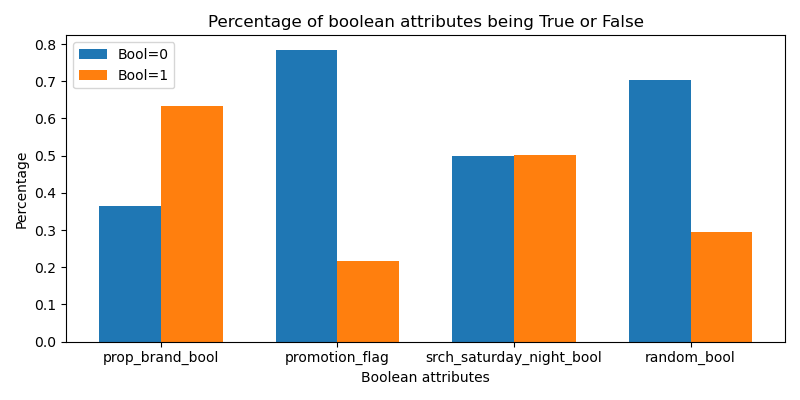 Percentage of boolean attributes being True or False
Bool=0
Bool=1
Percentage
0.8
0.7
0.6
0.5
0.4
0.3
0.2
0.1
0.0
prop_brand_bool promotion_flag srch_saturday_night_bool random_bool
Boolean attributes